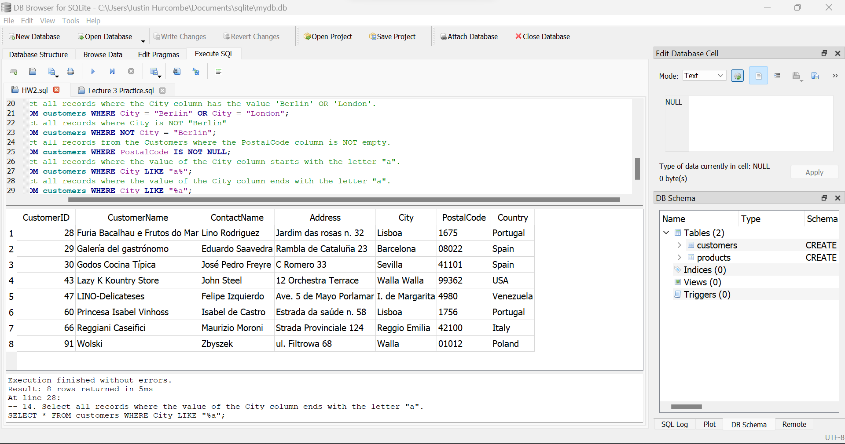 DB Browser for SQLite - C:\Users\Justin Hurcombe\Documents\sqlite\mydb.db
File Edit View Tools Help
New Database Open Database Write Changes Revert Changes Open Project Save Project Attach Database Close Database
Database Structure Browse Data Edit Pragmas Execute SQL
HW2.sql Lecture 3 Practice.sql
20 ct all records where the City column has the value 'Berlin' OR 'London'.
21 OM customers WHERE City = "Berlin" OR City = "London";
22 ct all records where City is NOT "Berlin"
23 OM customers WHERE NOT City = "Berlin";
24 ct all records from the Customers where the PostalCode column is NOT empty.
25 OM customers WHERE PostalCode IS NOT NULL;
26 ct all records where the value of the City column starts with the letter "a".
27 OM customers WHERE City LIKE "a%";
28 ct all records where the value of the City column ends with the letter "a".
29 OM customers WHERE City LIKE "%a";
CustomerID CustomerName ContactName Address City PostalCode Country
1 28 Furia Bacalhau e Frutos do Mar Lino Rodriguez Jardim das rosas n. 32 Lisboa 1675 Portugal
2 29 Galería del gastrónomo Eduardo Saavedra Rambla de Cataluña 23 Barcelona 08022 Spain
3 30 Godos Cocina Típica José Pedro Freyre C Romero 33 Sevilla 41101 Spain
4 43 Lazy K Kountry Store John Steel 12 Orchestra Terrace Walla Walla 99362 USA
5 47 LINO-Delicateses Felipe Izquierdo Ave. 5 de Mayo Porlamar I. de Margarita 4980 Venezuela
6 60 Princesa Isabel Vinhoss Isabel de Castro Estrada da saúde n. 58 Lisboa 1756 Portugal
7 66 Reggiani Caseifici Maurizio Moroni Strada Provinciale 124 Reggio Emilia 42100 Italy
8 91 Wolski Zbyszek ul. Filtrowa 68 Walla 01012 Poland
Execution finished without errors.
Result: 8 rows returned in 5ms
At line 28:
-- 14. Select all records where the value of the City column ends with the letter "a".
SELECT * FROM customers WHERE City LIKE "%a";
Edit Database Cell
Mode: Text
NULL
Type of data currently in cell: NULL
0 byte(s)
Apply
DB Schema
Name Type Schema
Tables (2)
customers CREATE
products CREATE
Indices (0)
Views (0)
Triggers (0)
SQL Log Plot DB Schema Remote
UTF-8